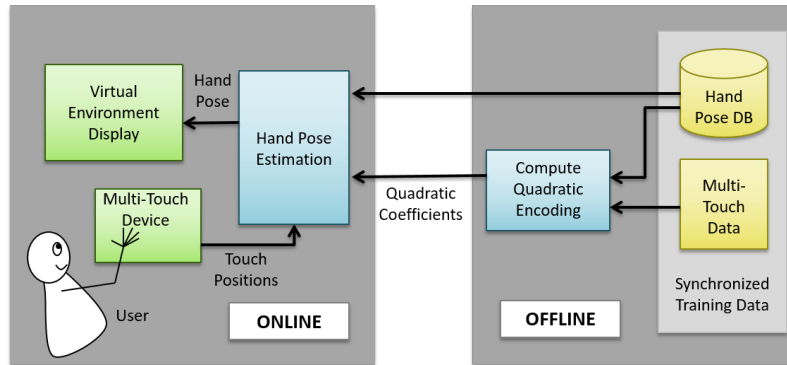 Virtual
Environment
Display
Hand
Pose
Hand Pose
Estimation
Multi-Touch
Device
Touch
Positions
User
ONLINE
Quadratic
Coefficients
Compute
Quadratic
Encoding
OFFLINE
Hand
Pose DB
Multi-
Touch
Data
Synchronized
Training Data